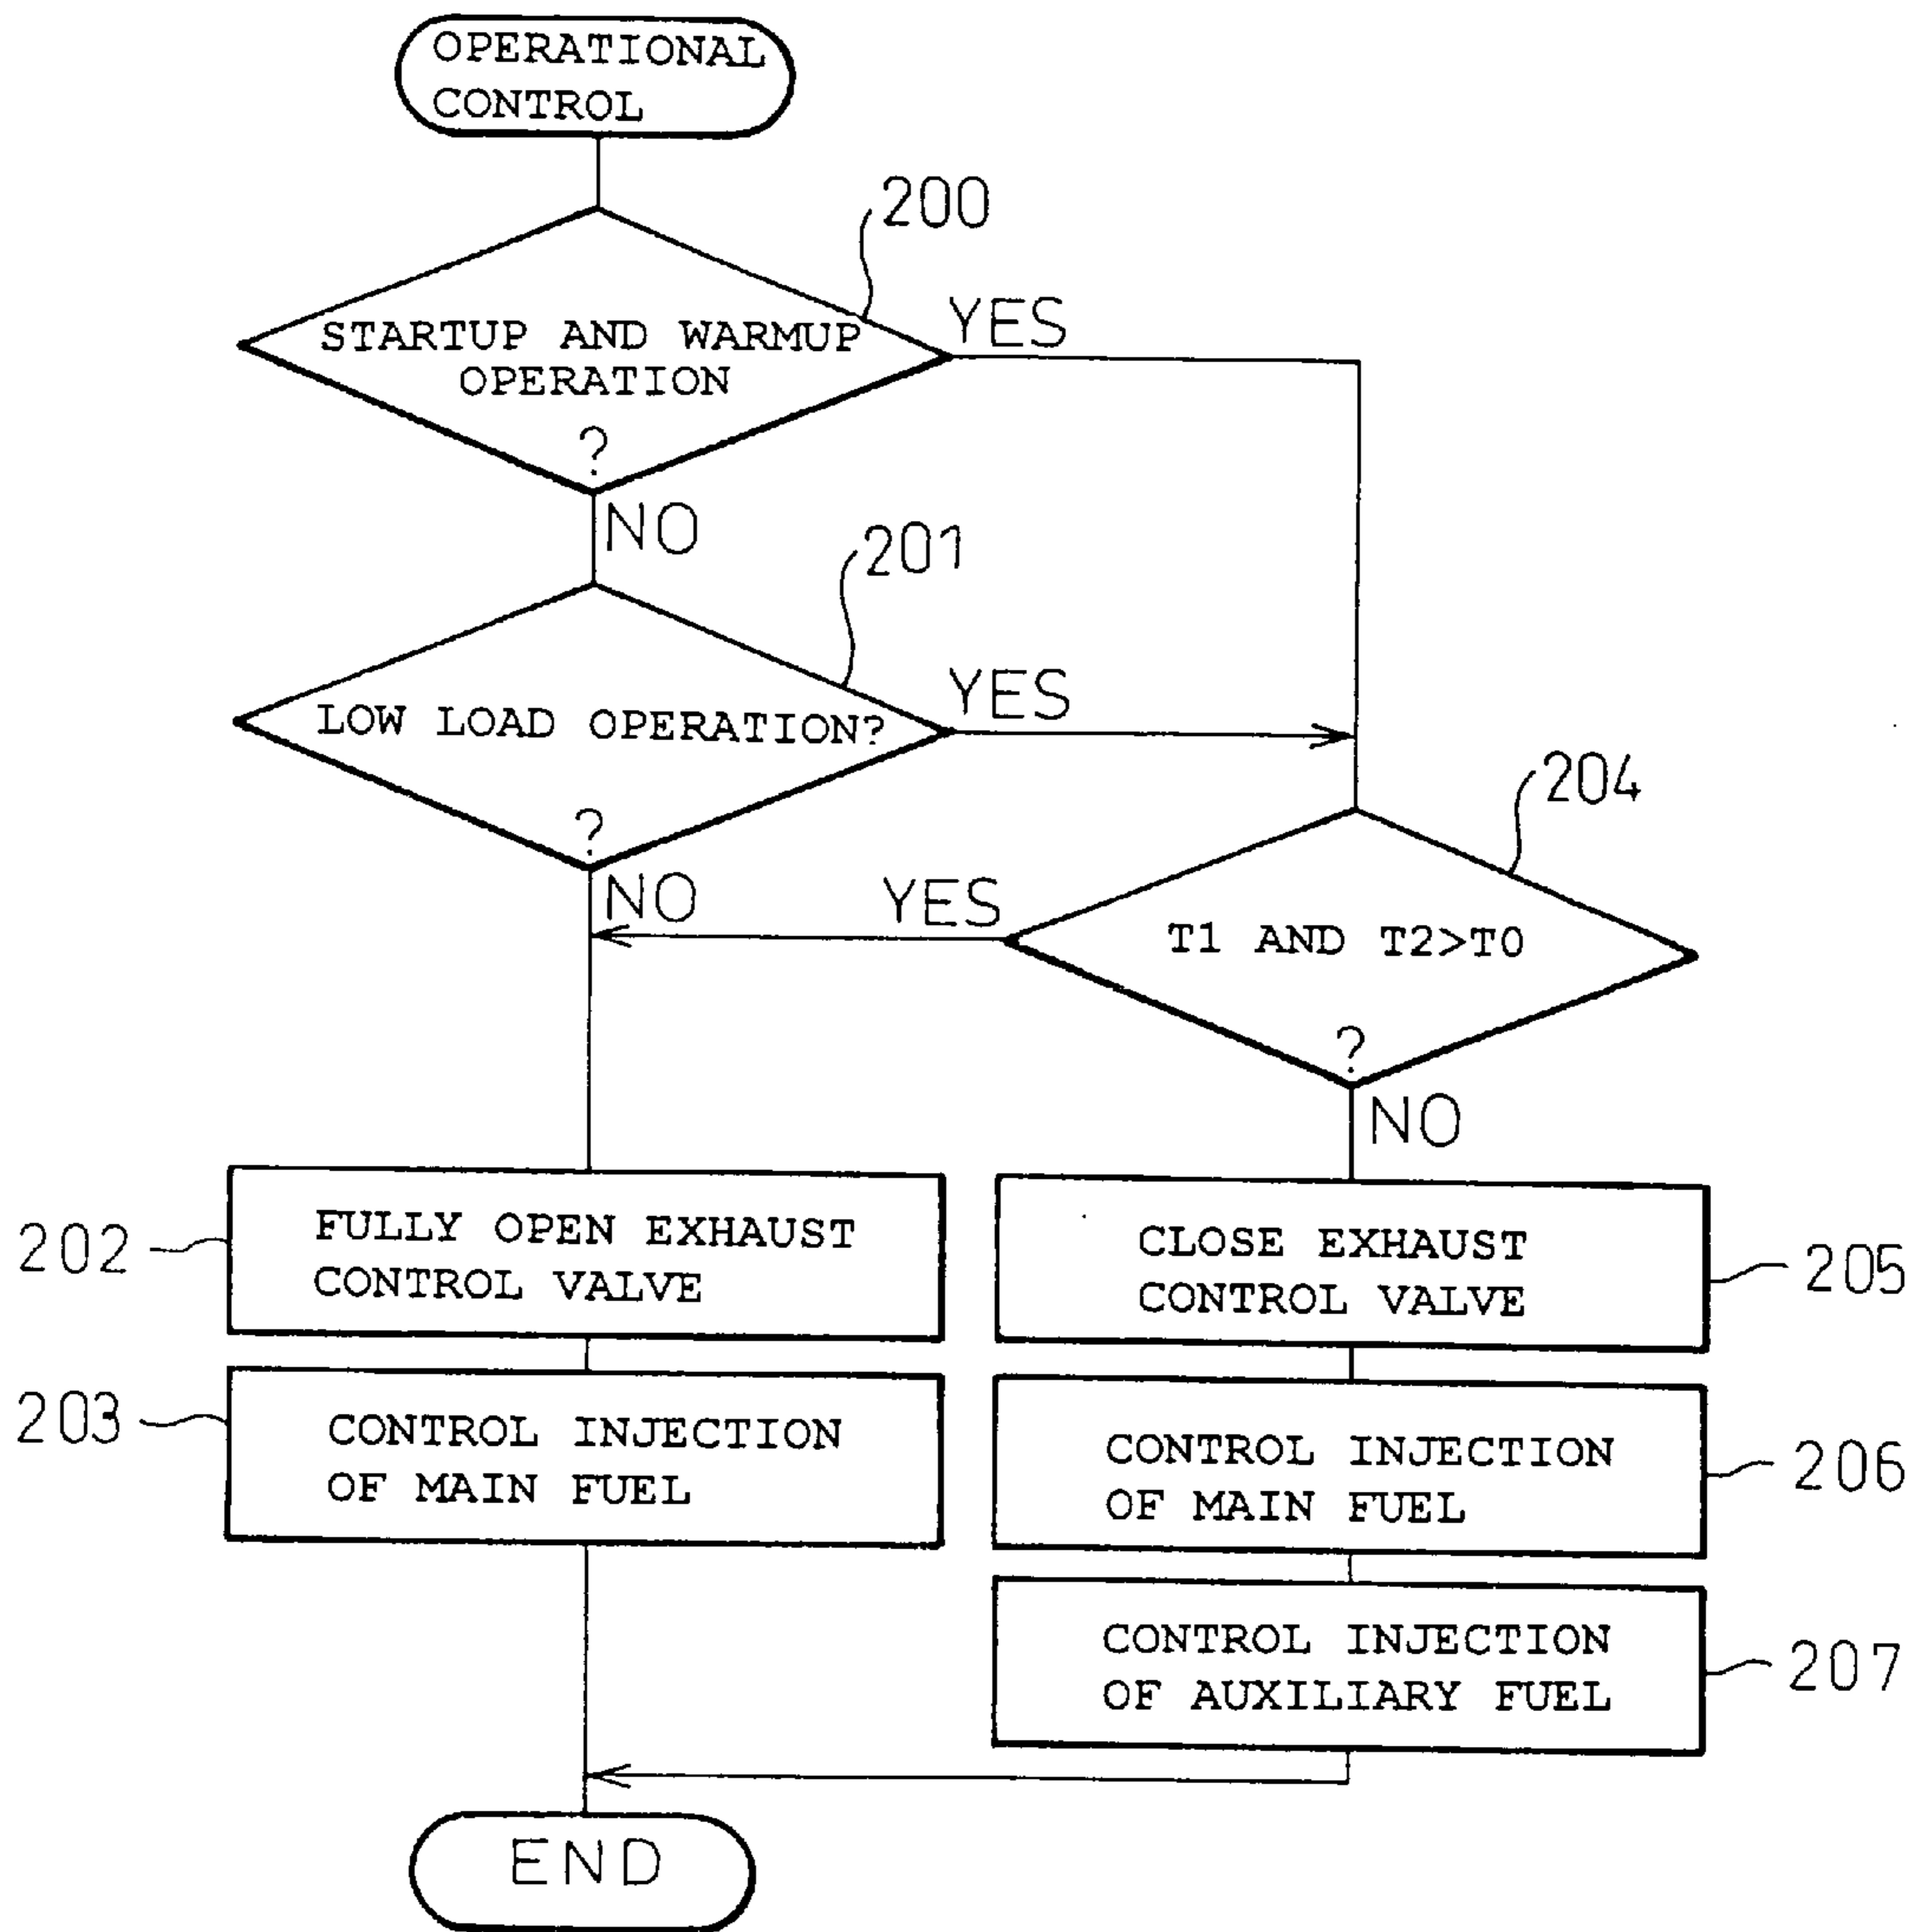 OPERATIONAL
CONTROL
200
STARTUP AND WARMUP
OPERATION
?
YES
NO
201
LOW LOAD OPERATION?
?
YES
NO
204
T1 AND T2>T0
?
YES
NO
202
FULLY OPEN EXHAUST
CONTROL VALVE
203
CONTROL INJECTION
OF MAIN FUEL
CLOSE EXHAUST
CONTROL VALVE
205
CONTROL INJECTION
OF MAIN FUEL
206
CONTROL INJECTION
OF AUXILIARY FUEL
207
END